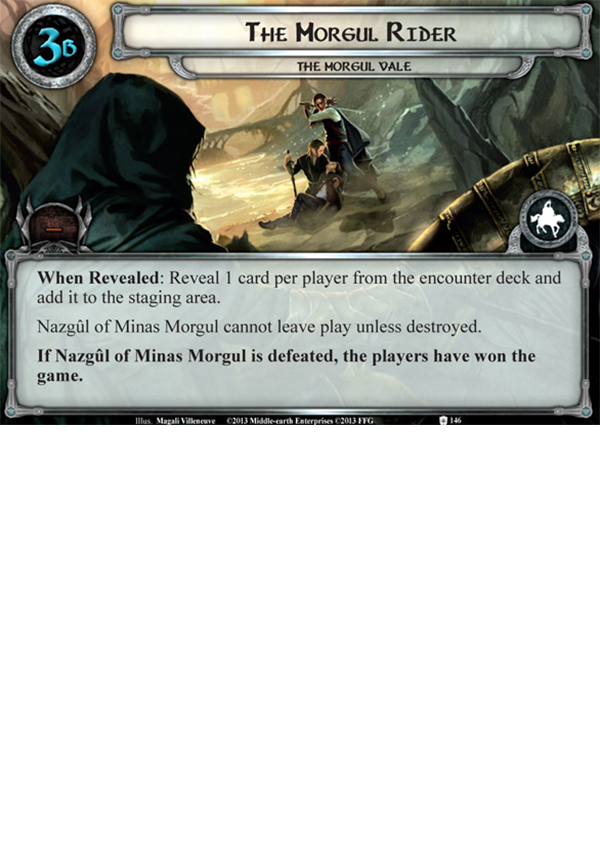 3B
THE MORGUL RIDER
THE MORGUL VALE
When Revealed: Reveal 1 card per player from the encounter deck and
add it to the staging area.
Nazgûl of Minas Morgul cannot leave play unless destroyed.
If Nazgûl of Minas Morgul is defeated, the players have won the
game.
Illus. Magali Villeneuve ©2013 Middle-earth Enterprises ©2013 FFG 146